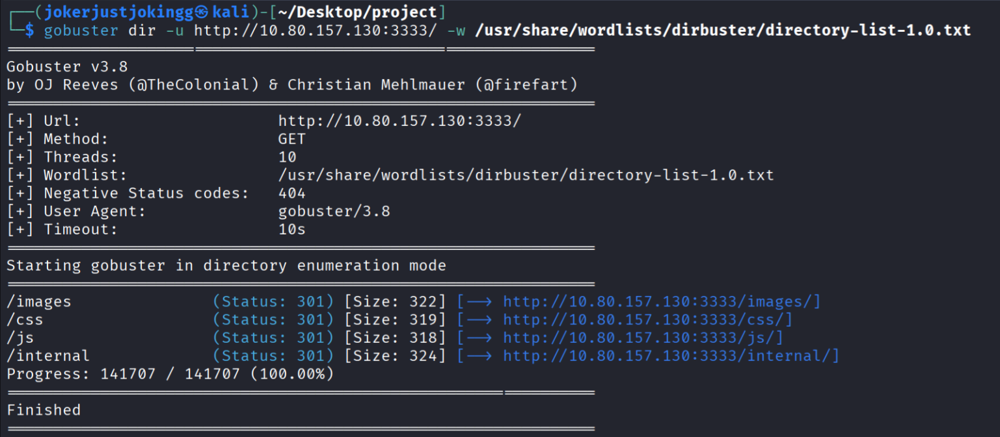 ┌──(jokerjustjokingg㉿kali)-[~/Desktop/project]
└─$ gobuster dir -u http://10.80.157.130:3333/ -w /usr/share/wordlists/dirbuster/directory-list-1.0.txt
===============================================================
Gobuster v3.8
by OJ Reeves (@TheColonial) & Christian Mehlmauer (@firefart)
===============================================================
[+] Url:                     http://10.80.157.130:3333/
[+] Method:                  GET
[+] Threads:                 10
[+] Wordlist:                /usr/share/wordlists/dirbuster/directory-list-1.0.txt
[+] Negative Status codes:   404
[+] User Agent:              gobuster/3.8
[+] Timeout:                 10s
===============================================================
Starting gobuster in directory enumeration mode
===============================================================
/images               (Status: 301) [Size: 322] [--> http://10.80.157.130:3333/images/]
/css                  (Status: 301) [Size: 319] [--> http://10.80.157.130:3333/css/]
/js                   (Status: 301) [Size: 318] [--> http://10.80.157.130:3333/js/]
/internal             (Status: 301) [Size: 324] [--> http://10.80.157.130:3333/internal/]
Progress: 141707 / 141707 (100.00%)
===============================================================
Finished
===============================================================